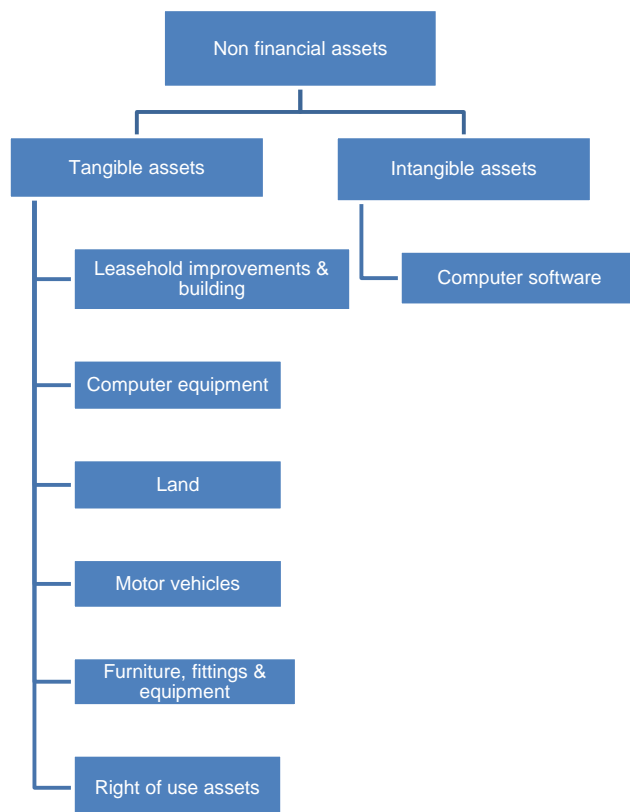 Non financial assets
Tangible assets
Intangible assets
Leasehold improvements &
building
Computer software
Computer equipment
Land
Motor vehicles
Furniture, fittings &
equipment
Right of use assets